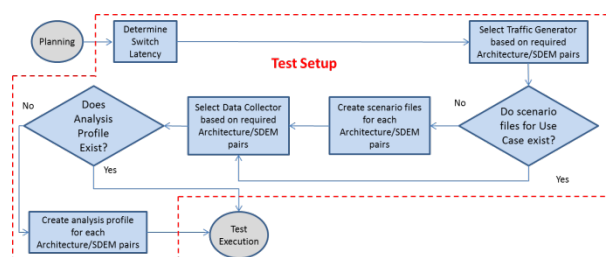 Planning
Determine
Switch
Latency
Select Traffic Generator
based on required
Architecture/SDEM pairs
Test Setup
No
Does
Analysis
Profile
Exist?
Select Data Collector
based on required
Architecture/SDEM
pairs
Create scenario files
for each
Architecture/SDEM
pairs
No
Do scenario
files for Use
Case exist?
Yes
Yes
Create analysis profile
for each
Architecture/SDEM pairs
Test
Execution